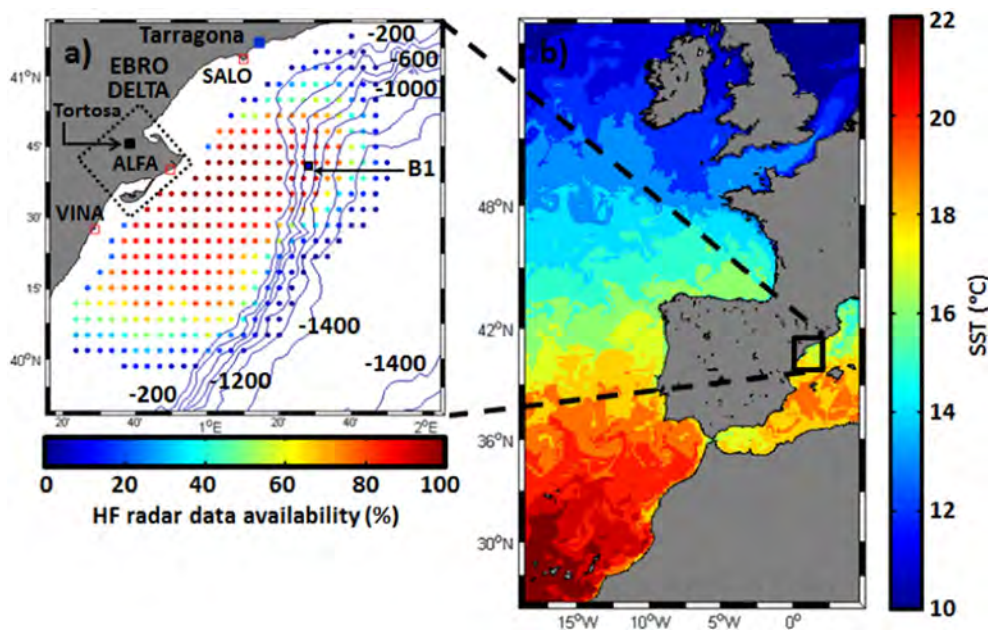 a)
Tarragona
SALO
EBRO
DELTA
Tortosa
ALFA
VINA
B1
-200
-600
-1000
-1400
-1400
-1200
-200
41°N
45'
30'
15'
40°N
20'
40'
1°E
20'
40'
2°E
0 20 40 60 80 100
HF radar data availability (%)
b)
48°N
42°N
36°N
30°N
15°W 10°W 5°W 0°
22
20
18
16
14
12
10
SST (°C)